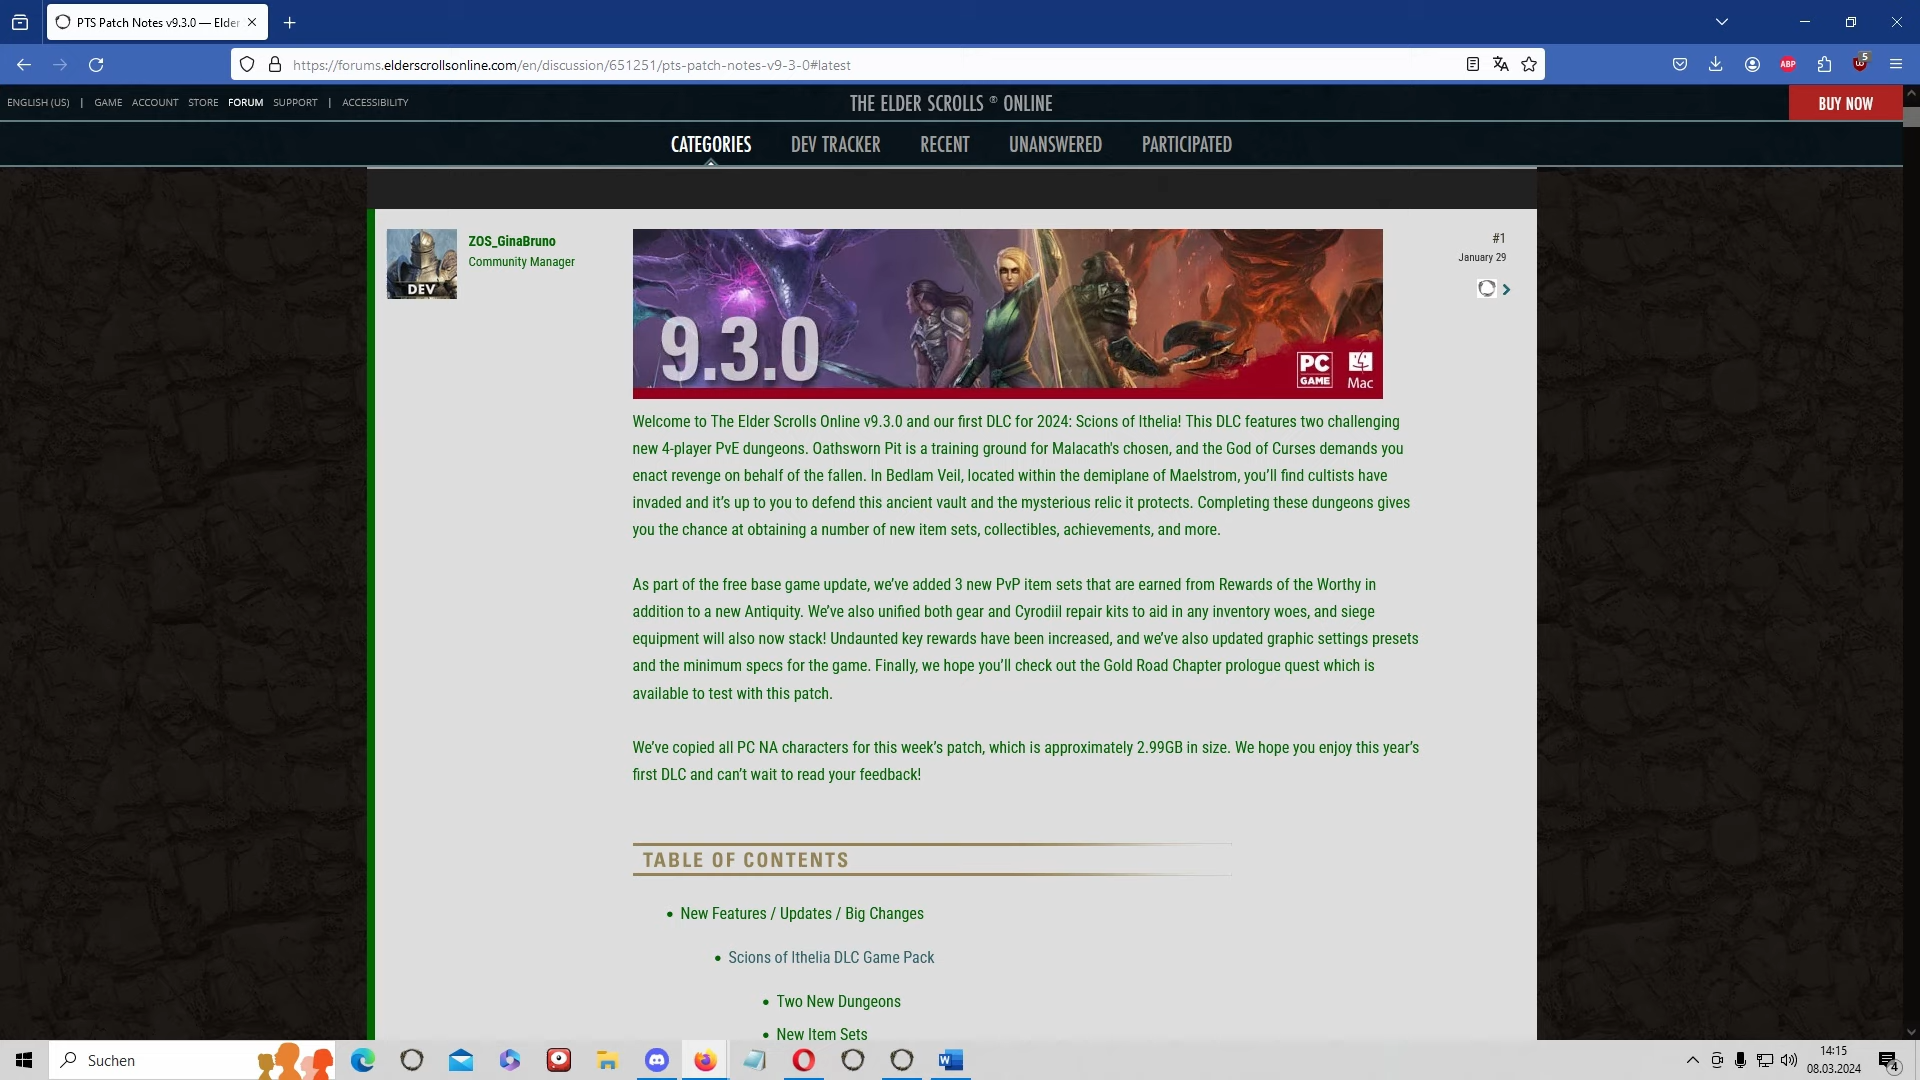 PTS Patch Notes v9.3.0 — Elder
https://forums.elderscrollsonline.com/en/discussion/651251/pts-patch-notes-v9-3-0#latest
ABP
5
ENGLISH (US) | GAME ACCOUNT STORE FORUM SUPPORT | ACCESSIBILITY
THE ELDER SCROLLS ® ONLINE
BUY NOW
CATEGORIES DEV TRACKER RECENT UNANSWERED PARTICIPATED
ZOS_GinaBruno
Community Manager
DEV
#1
January 29
9.3.0
PC
GAME
Mac
Welcome to The Elder Scrolls Online v9.3.0 and our first DLC for 2024: Scions of Ithelia! This DLC features two challenging
new 4-player PvE dungeons. Oathsworn Pit is a training ground for Malacath's chosen, and the God of Curses demands you
enact revenge on behalf of the fallen. In Bedlam Veil, located within the demiplane of Maelstrom, you’ll find cultists have
invaded and it’s up to you to defend this ancient vault and the mysterious relic it protects. Completing these dungeons gives
you the chance at obtaining a number of new item sets, collectibles, achievements, and more.
As part of the free base game update, we’ve added 3 new PvP item sets that are earned from Rewards of the Worthy in
addition to a new Antiquity. We’ve also unified both gear and Cyrodiil repair kits to aid in any inventory woes, and siege
equipment will also now stack! Undaunted key rewards have been increased, and we’ve also updated graphic settings presets
and the minimum specs for the game. Finally, we hope you’ll check out the Gold Road Chapter prologue quest which is
available to test with this patch.
We’ve copied all PC NA characters for this week’s patch, which is approximately 2.99GB in size. We hope you enjoy this year’s
first DLC and can’t wait to read your feedback!
TABLE OF CONTENTS
• New Features / Updates / Big Changes
• Scions of Ithelia DLC Game Pack
• Two New Dungeons
• New Item Sets
Suchen
W
14:15
08.03.2024
4